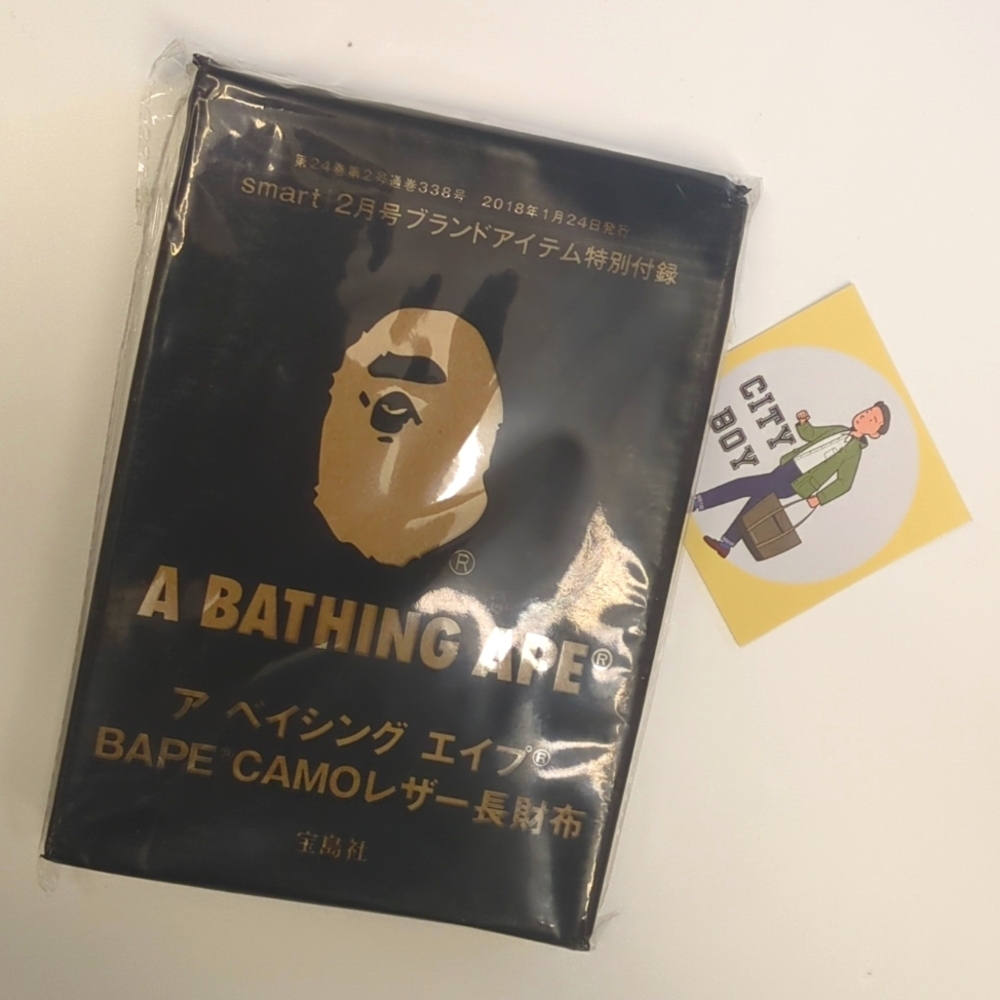 第24巻第2号通巻338号 2018年1月24日発行
smart 2月号ブランドアイテム特別付録
®
A BATHING APE®
ア ベイシング エイプ®
BAPE® CAMOレザー長財布
宝島社
CITY
BOY